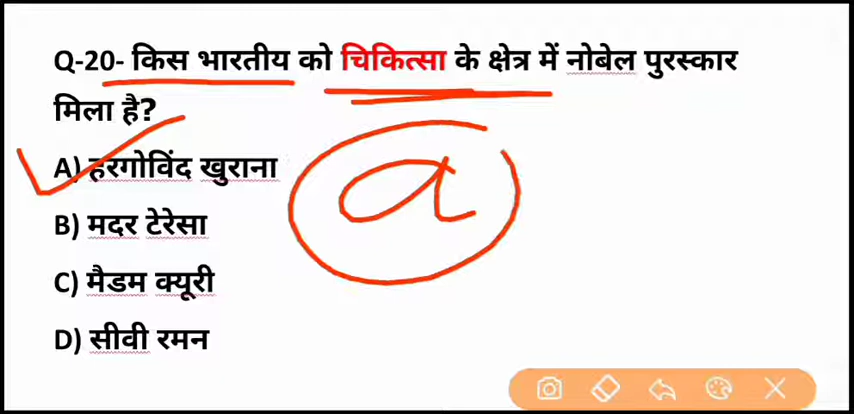 Q-20- किस भारतीय को चिकित्सा के क्षेत्र में नोबेल पुरस्कार
मिला है?
A) हरगोविंद खुराना
a
B) मदर टेरेसा
C) मैडम क्यूरी
D) सीवी रमन